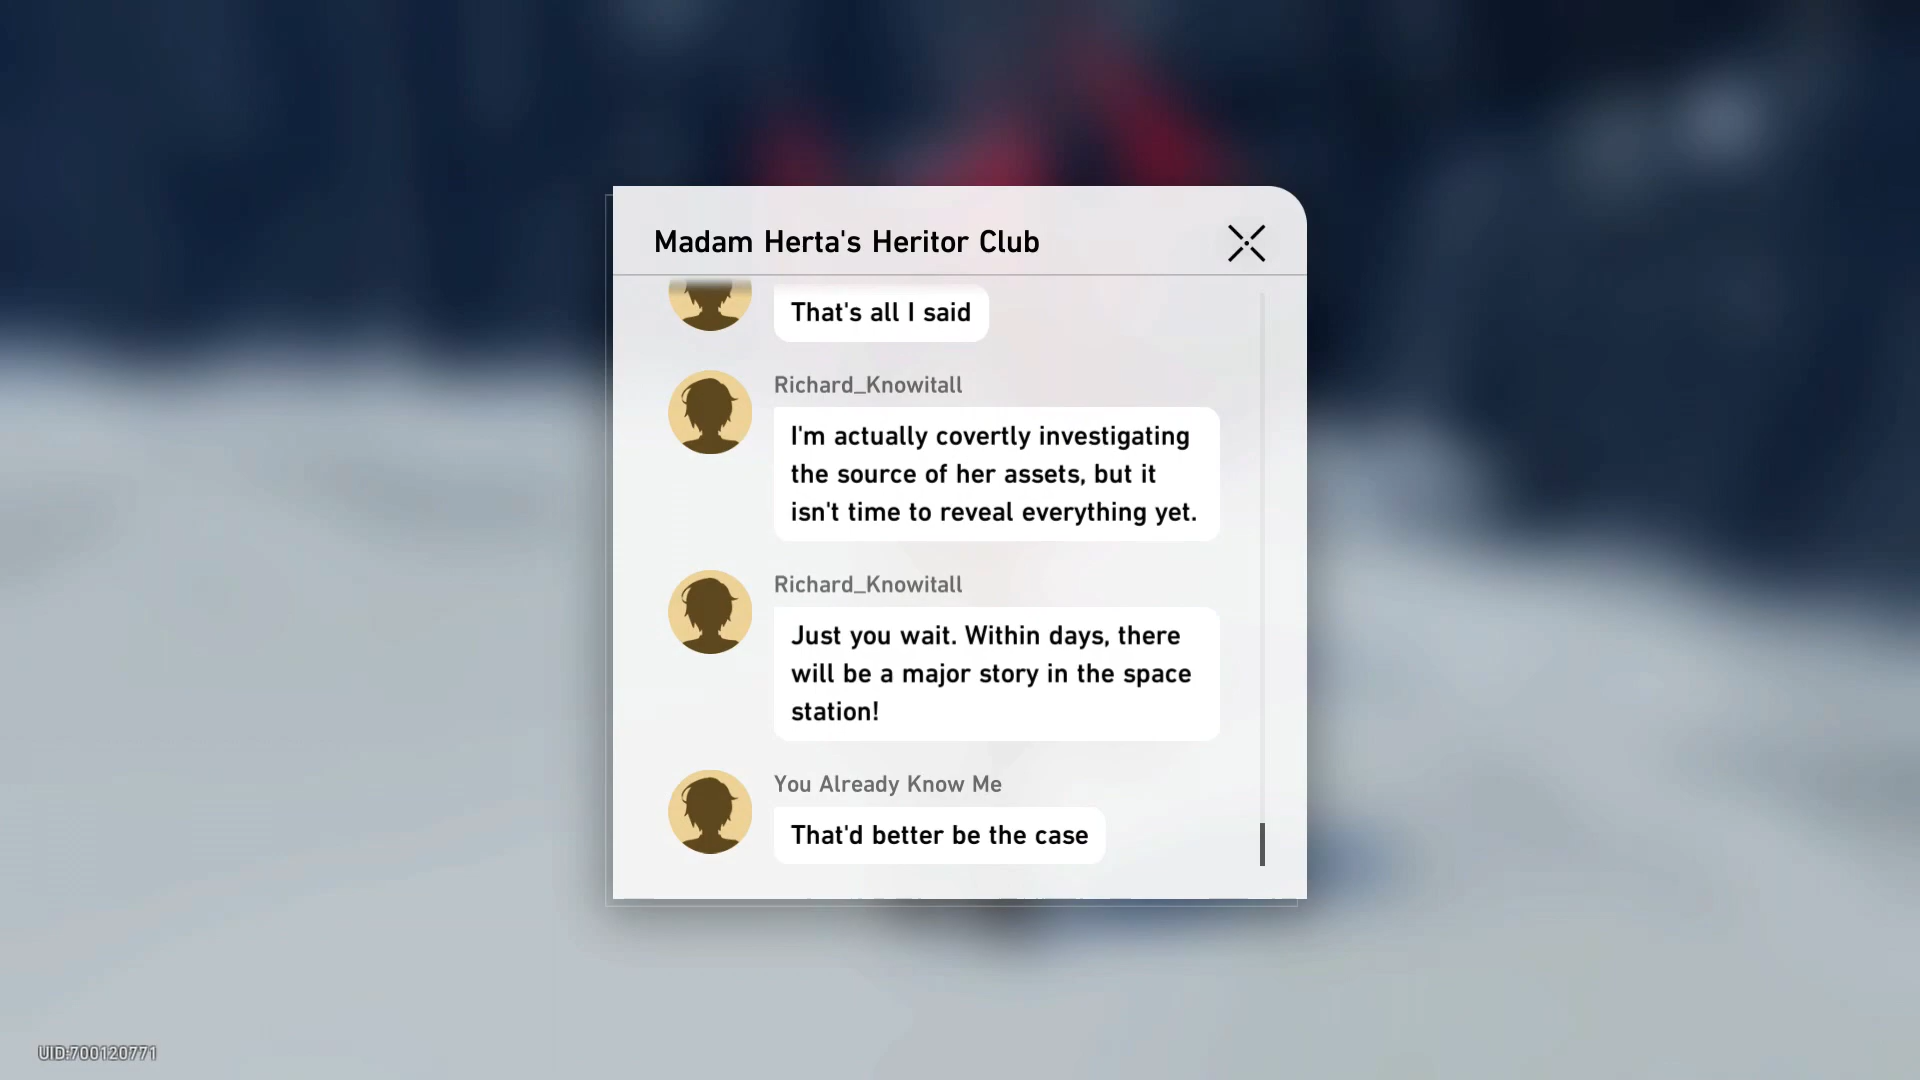 Madam Herta's Heritor Club
That's all I said
Richard_Knowitall
I'm actually covertly investigating
the source of her assets, but it
isn't time to reveal everything yet.
Richard_Knowitall
Just you wait. Within days, there
will be a major story in the space
station!
You Already Know Me
That'd better be the case
UID:700120771